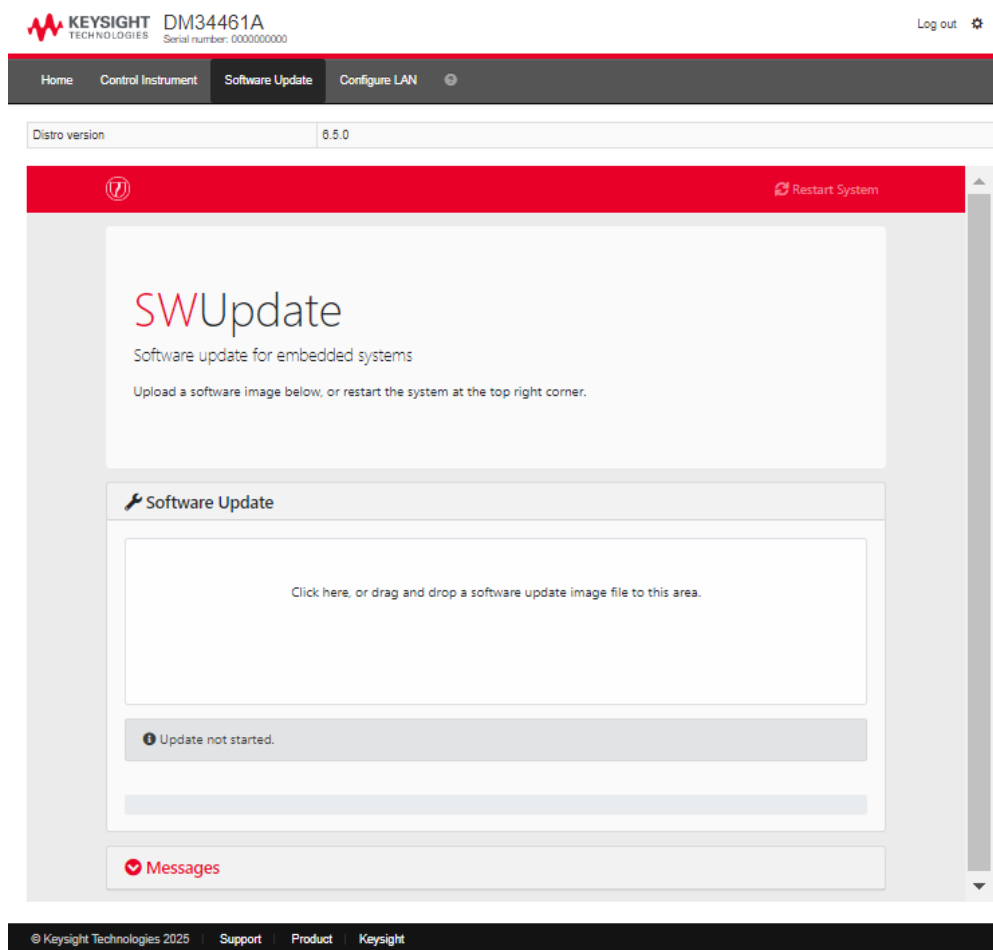 KEYSIGHT
TECHNOLOGIES
DM34461A
Serial number: 0000000000
Log out
Home Control Instrument Software Update Configure LAN ?
Distro version 6.5.0
Restart System
SWUpdate
Software update for embedded systems
Upload a software image below, or restart the system at the top right corner.
Software Update
Click here, or drag and drop a software update image file to this area.
Update not started.
Messages
© Keysight Technologies 2025 | Support | Product | Keysight